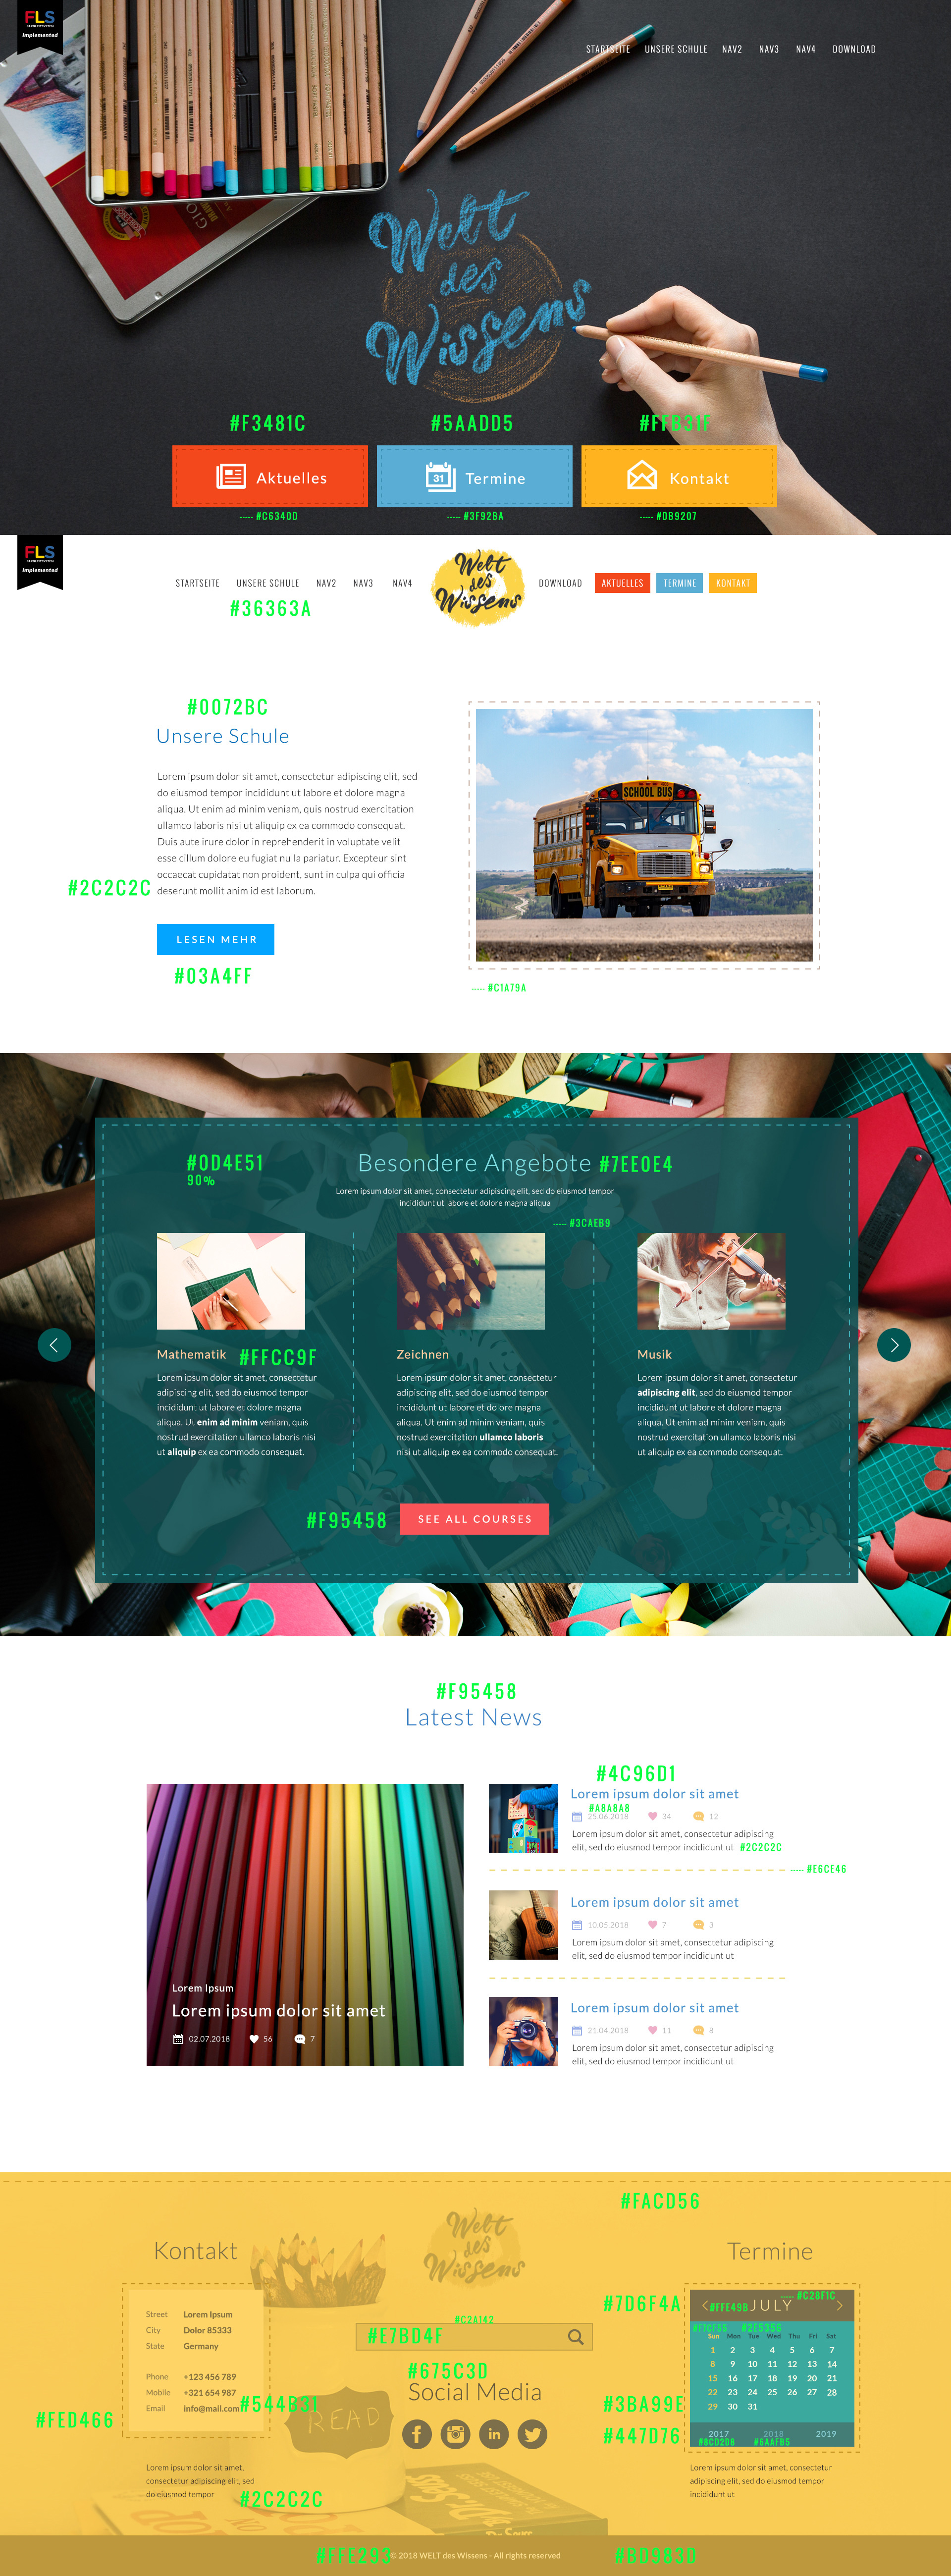 FLS
PANELEITSYSTEM
Implemented
STARTSEITE UNSERE SCHULE NAV2 NAV3 NAV4 DOWNLOAD
Welt
des
Wissens
#F3481C #5AADD5 #FFB31F
Aktuelles 31 Termine Kontakt
----- #C6340D ----- #3F92BA ----- #DB9207
FLS
PANELEITSYSTEM
Implemented
STARTSEITE UNSERE SCHULE NAV2 NAV3 NAV4 Welt des Wissens DOWNLOAD AKTUELLES TERMINE KONTAKT
#36363A
#0072BC
Unsere Schule
Lorem ipsum dolor sit amet, consectetur adipiscing elit, sed
do eiusmod tempor incididunt ut labore et dolore magna
aliqua. Ut enim ad minim veniam, quis nostrud exercitation
ullamco laboris nisi ut aliquip ex ea commodo consequat.
Duis aute irure dolor in reprehenderit in voluptate velit
esse cillum dolore eu fugiat nulla pariatur. Excepteur sint
occaecat cupidatat non proident, sunt in culpa qui officia
deserunt mollit anim id est laborum.
#2C2C2C
LESEN MEHR
#03A4FF
SCHOOL BUS
----- #C1A79A
#0D4E51
90%
Besondere Angebote #7EE0E4
Lorem ipsum dolor sit amet, consectetur adipiscing elit, sed do eiusmod tempor
incididunt ut labore et dolore magna aliqua
----- #3CAEB9
Mathematik #FFCC9F
Lorem ipsum dolor sit amet, consectetur
adipiscing elit, sed do eiusmod tempor
incididunt ut labore et dolore magna
aliqua. Ut enim ad minim veniam, quis
nostrud exercitation ullamco laboris nisi
ut aliquip ex ea commodo consequat.
Zeichnen
Lorem ipsum dolor sit amet, consectetur
adipiscing elit, sed do eiusmod tempor
incididunt ut labore et dolore magna
aliqua. Ut enim ad minim veniam, quis
nostrud exercitation ullamco laboris
nisi ut aliquip ex ea commodo consequat.
Musik
Lorem ipsum dolor sit amet, consectetur
adipiscing elit, sed do eiusmod tempor
incididunt ut labore et dolore magna
aliqua. Ut enim ad minim veniam, quis
nostrud exercitation ullamco laboris nisi
ut aliquip ex ea commodo consequat.
#F95458 SEE ALL COURSES
#F95458
Latest News
Lorem Ipsum
Lorem ipsum dolor sit amet
02.07.2018 56 7
#4C96D1
Lorem ipsum dolor sit amet
#A8A8A8
25.06.2018 34 12
Lorem ipsum dolor sit amet, consectetur adipiscing
elit, sed do eiusmod tempor incididunt ut #2C2C2C
----- #E6CE46
Lorem ipsum dolor sit amet
10.05.2018 7 3
Lorem ipsum dolor sit amet, consectetur adipiscing
elit, sed do eiusmod tempor incididunt ut
Lorem ipsum dolor sit amet
21.04.2018 11 8
Lorem ipsum dolor sit amet, consectetur adipiscing
elit, sed do eiusmod tempor incididunt ut
#FACD56
Kontakt
Street Lorem Ipsum
City Dolor 85333
State Germany
Phone +123 456 789
Mobile +321 654 987
Email info@mail.com
#544B31
#FED466
Lorem ipsum dolor sit amet,
consectetur adipiscing elit, sed
do eiusmod tempor
#2C2C2C
Welt
des
Wissens
#C2A142
#E7BD4F
#675C3D
Social Media
in
READ
Termine
#7D6F4A
----- #C28F1C
#FFE49B JULY
#F7CF55 #2E5356
Sun Mon Tue Wed Thu Fri Sat
1 2 3 4 5 6 7
8 9 10 11 12 13 14
15 16 17 18 19 20 21
22 23 24 25 26 27 28
29 30 31
#3BA99E
#447D76
2017 2018 2019
#8CD2D8 #6AAFB5
Lorem ipsum dolor sit amet, consectetur
adipiscing elit, sed do eiusmod tempor
incididunt ut
#FFE293 © 2018 WELT des Wissens - All rights reserved #BD983D